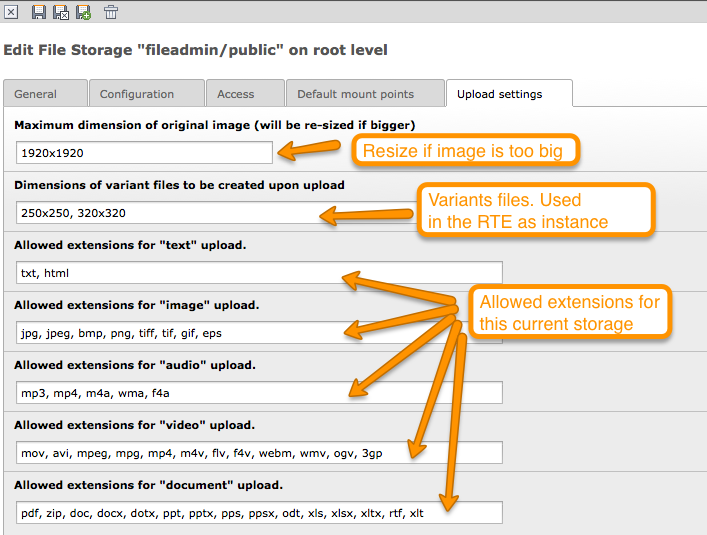 Edit File Storage "fileadmin/public" on root level
General Configuration Access Default mount points Upload settings
Maximum dimension of original image (will be re-sized if bigger)
1920x1920
Resize if image is too big
Dimensions of variant files to be created upon upload
250x250, 320x320
Variants files. Used
in the RTE as instance
Allowed extensions for "text" upload.
txt, html
Allowed extensions for
this current storage
Allowed extensions for "image" upload.
jpg, jpeg, bmp, png, tiff, tif, gif, eps
Allowed extensions for "audio" upload.
mp3, mp4, m4a, wma, f4a
Allowed extensions for "video" upload.
mov, avi, mpeg, mpg, mp4, m4v, flv, f4v, webm, wmv, ogv, 3gp
Allowed extensions for "document" upload.
pdf, zip, doc, docx, dotx, ppt, pptx, pps, ppsx, odt, xls, xlsx, xltx, rtf, xlt